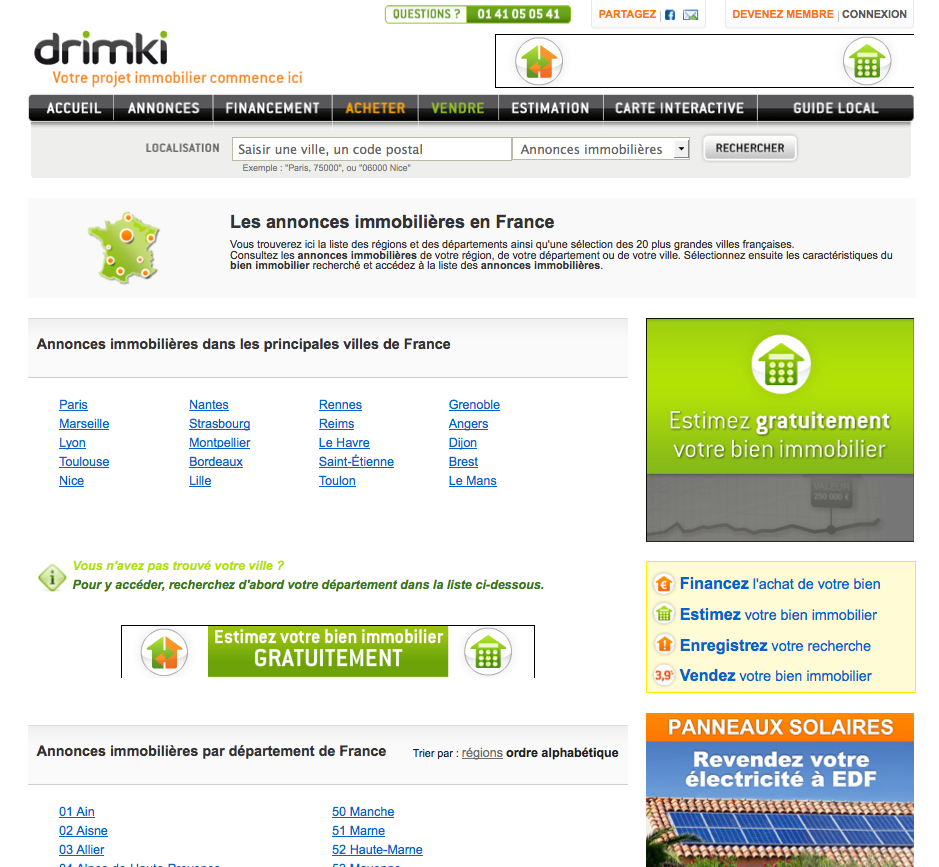 QUESTIONS ? 01 41 05 05 41
PARTAGEZ
DEVENEZ MEMBRE | CONNEXION
drimki
Votre projet immobilier commence ici
ACCUEIL ANNONCES FINANCEMENT ACHETER VENDRE ESTIMATION CARTE INTERACTIVE GUIDE LOCAL
LOCALISATION Saisir une ville, un code postal Annonces immobilières RECHERCHER
Exemple : "Paris, 75000", ou "06000 Nice"
Les annonces immobilières en France
Vous trouverez ici la liste des régions et des départements ainsi qu'une sélection des 20 plus grandes villes françaises.
Consultez les annonces immobilières de votre région, de votre département ou de votre ville. Sélectionnez ensuite les caractéristiques du
bien immobilier recherché et accédez à la liste des annonces immobilières.
Annonces immobilières dans les principales villes de France
Paris Nantes Rennes Grenoble
Marseille Strasbourg Reims Angers
Lyon Montpellier Le Havre Dijon
Toulouse Bordeaux Saint-Étienne Brest
Nice Lille Toulon Le Mans
Estimez gratuitement
votre bien immobilier
VALEUR
250 000 €
Vous n'avez pas trouvé votre ville ?
Pour y accéder, recherchez d'abord votre département dans la liste ci-dessous.
Estimez votre bien immobilier
GRATUITEMENT
Financez l'achat de votre bien
Estimez votre bien immobilier
Enregistrez votre recherche
3,9% Vendez votre bien immobilier
Annonces immobilières par département de France
Trier par : régions ordre alphabétique
01 Ain 50 Manche
02 Aisne 51 Marne
03 Allier 52 Haute-Marne
04 Alpes-de-Haute-Provence 53 Mayenne
PANNEAUX SOLAIRES
Revendez votre
électricité à EDF